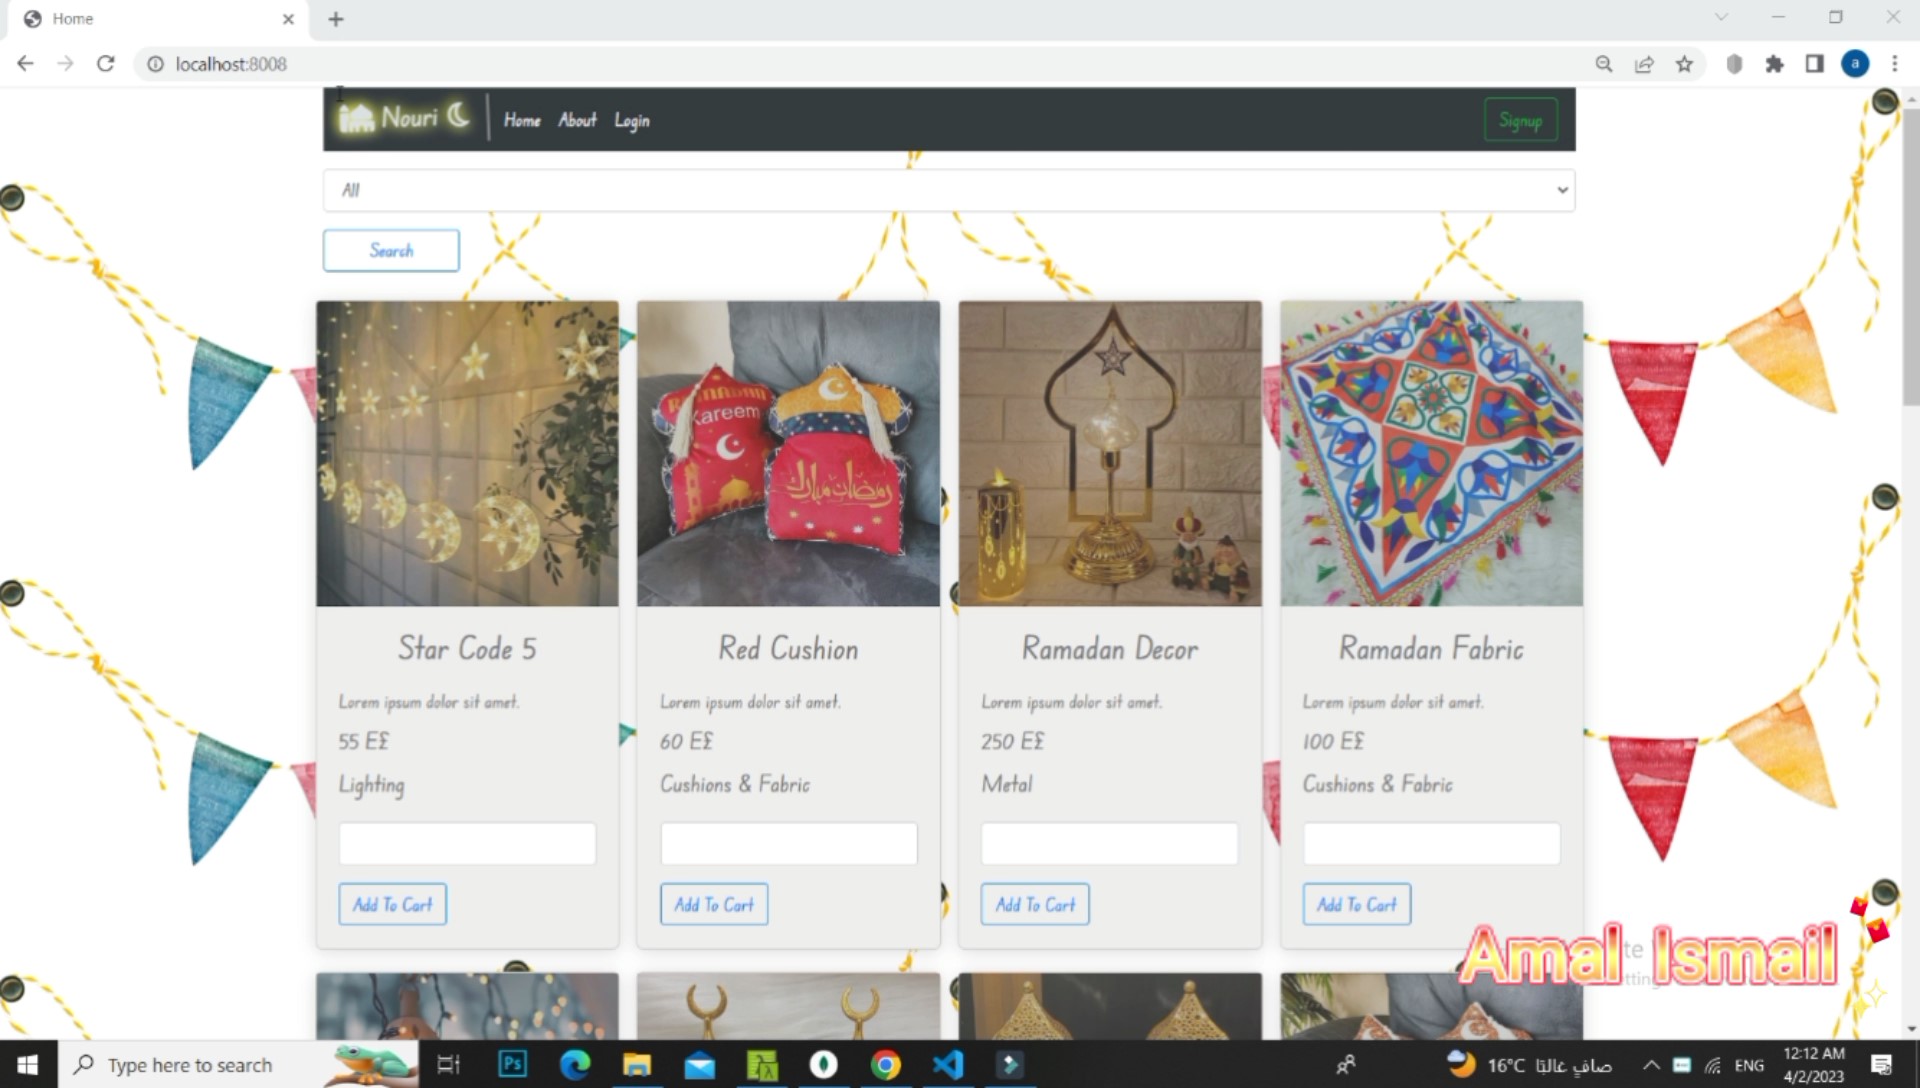 Home
localhost:8008
a
Nouri
Home
About
Login
Signup
All
Search
RAMADAN
Kareem
رمضان مبارك
Star Code 5
Lorem ipsum dolor sit amet.
55 E£
Lighting
Add To Cart
Red Cushion
Lorem ipsum dolor sit amet.
60 E£
Cushions & Fabric
Add To Cart
Ramadan Decor
Lorem ipsum dolor sit amet.
250 E£
Metal
Add To Cart
Ramadan Fabric
Lorem ipsum dolor sit amet.
100 E£
Cushions & Fabric
Add To Cart
Amal Ismail
Type here to search
Ps
16°C صافٍ غالبًا
ENG
12:12 AM
4/2/2023